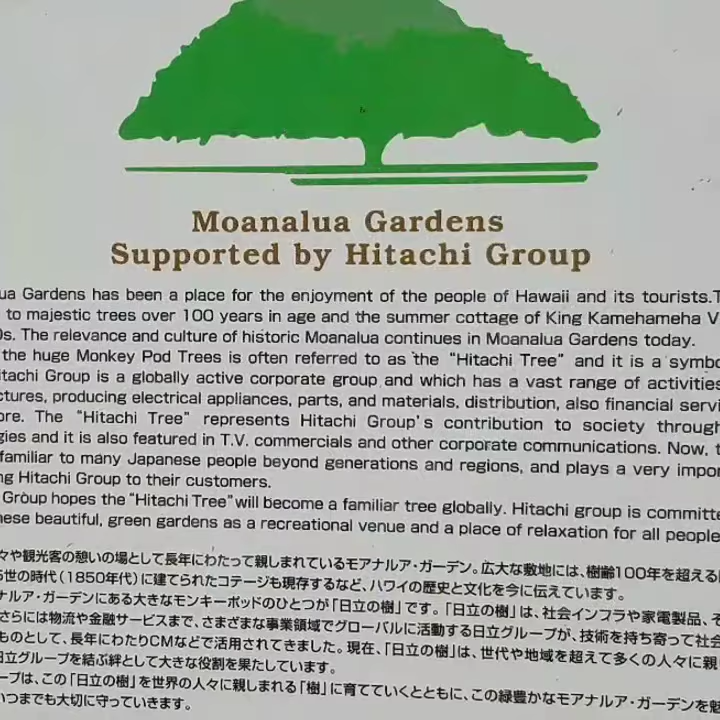 Moanalua Gardens
Supported by Hitachi Group
ua Gardens has been a place for the enjoyment of the people of Hawaii and its tourists.T
to majestic trees over 100 years in age and the summer cottage of King Kamehameha V
0s. The relevance and culture of historic Moanalua continues in Moanalua Gardens today.
the huge Monkey Pod Trees is often referred to as the "Hitachi Tree" and it is a symbo
itachi Group is a globally active corporate group and which has a vast range of activities
ctures, producing electrical appliances, parts, and materials, distribution, also financial servi
ore. The "Hitachi Tree" represents Hitachi Group's contribution to society through
gies and it is also featured in T.V. commercials and other corporate communications. Now, t
familiar to many Japanese people beyond generations and regions, and plays a very impor
ng Hitachi Group to their customers.
Group hopes the "Hitachi Tree" will become a familiar tree globally. Hitachi group is committe
hese beautiful, green gardens as a recreational venue and a place of relaxation for all people
々や観光客の憩いの場として長年にわたって親しまれているモアナルア・ガーデン。広大な敷地には、樹齢100年を超える
5世の時代（1850年代）に建てられたコテージも現存するなど、ハワイの歴史と文化を今に伝えています。
ナルア・ガーデンにある大きなモンキーポッドのひとつが「日立の樹」です。「日立の樹」は、社会インフラや家電製品、そ
さらには物流や金融サービスまで、さまざまな事業領域でグローバルに活動する日立グループが、技術を持ち寄って社会
ものとして、長年にわたりCMなどで活用されてきました。現在、「日立の樹」は、世代や地域を超えて多くの人々に親し
日立グループを結ぶ絆として大きな役割を果たしています。
ープは、この「日立の樹」を世界の人々に親しまれる「樹」に育てていくとともに、この緑豊かなモアナルア・ガーデンを魅
いつまでも大切に守っていきます。